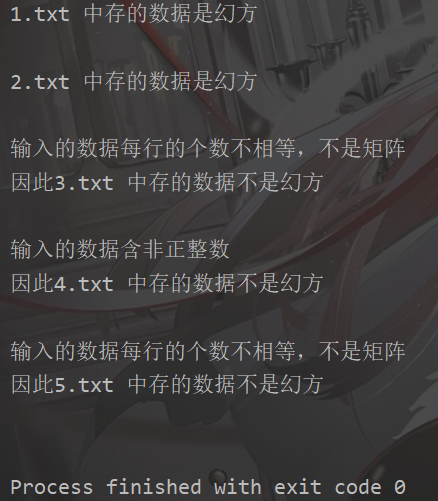 1.txt 中存的数据是幻方
2.txt 中存的数据是幻方
输入的数据每行的个数不相等，不是矩阵
因此3.txt 中存的数据不是幻方
输入的数据含非正整数
因此4.txt 中存的数据不是幻方
输入的数据每行的个数不相等，不是矩阵
因此5.txt 中存的数据不是幻方
Process finished with exit code 0